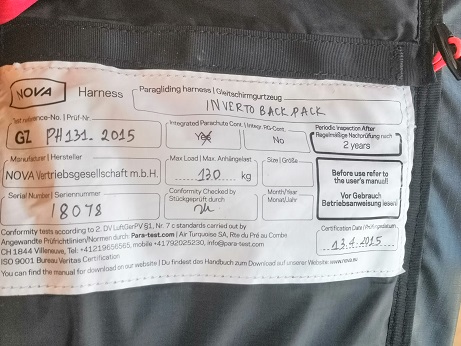 NOVA Harness Paragliding harness | Gleitschirmgurtzeug
INVERTO BACKPACK
Test reference-No. | Prüf-Nr.
GZ PH131-2015
Integrated Parachute Cont. | Integr. RG-Cont.
Yes No
Periodic Inspection After
Regelmäßige Nachprüfung nach
2 years
Manufacturer | Hersteller
NOVA Vertriebsgesellschaft m.b.H.
Max Load | Max. Anhängelast
130 kg
Size | Größe
Before use refer to
the user's manual!
Vor Gebrauch
Betriebsanweisung lesen!
Serial Number | Seriennummer
18078
Conformity Checked by
Stückgeprüft durch
Month/Year
Monat/Jahr
Conformity tests according to 2. DV LuftGerPV §1, Nr. 7 c standards carried out by
Angewandte Prüfrichtlinien/Normen durch: Para-test.com | Air Turquoise SA, Rte du Pré au Comte
CH 1844 Villeneuve, Tel. +41219656565, mobile +41792025230, info@para-test.com
ISO 9001 Bureau Veritas Certification
Certification Date |
13.4.2015
You can find the manual for download on our website | Du findest das Handbuch zum Download auf unserer Website: www.nova.eu